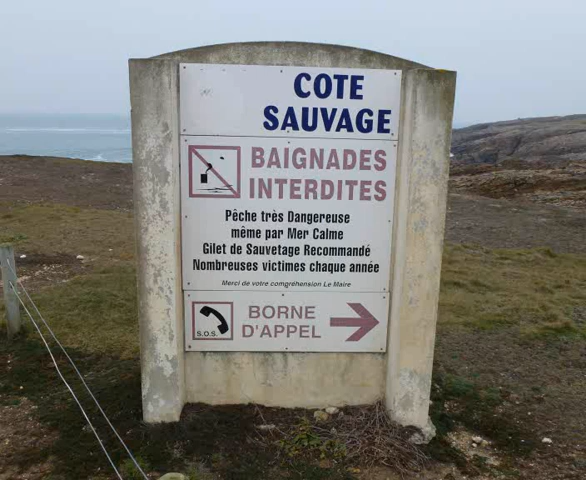 COTE
SAUVAGE
BAIGNADES
INTERDITES
Pêche très Dangereuse
même par Mer Calme
Gilet de Sauvetage Recommandé
Nombreuses victimes chaque année
Merci de votre compréhension Le Maire
S.O.S.
BORNE
D'APPEL